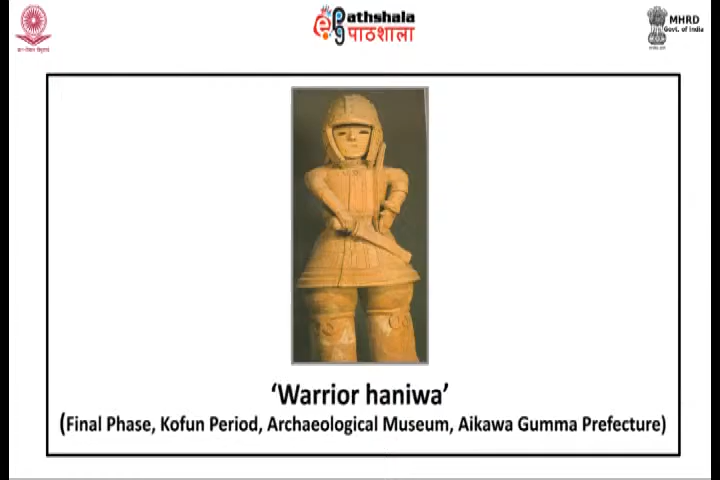 ePathshala
पाठशाला
MHRD
Govt. of India
‘Warrior haniwa’
(Final Phase, Kofun Period, Archaeological Museum, Aikawa Gumma Prefecture)